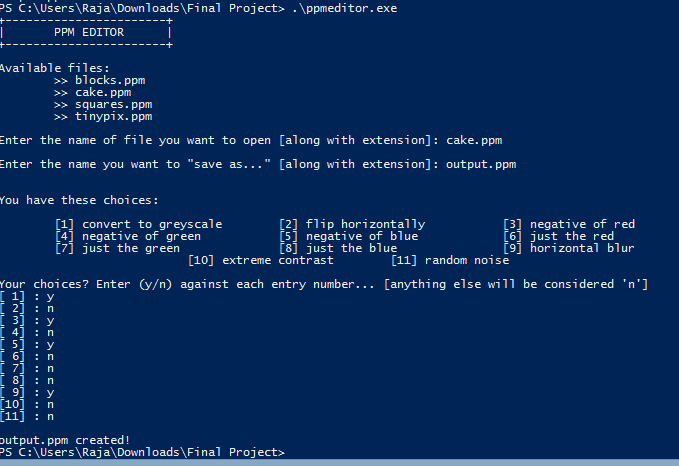 PS C:\Users\Raja\Downloads\Final Project> .\ppmeditor.exe
+-----------------------+
|       PPM EDITOR      |
+-----------------------+
Available files:
        >> blocks.ppm
        >> cake.ppm
        >> squares.ppm
        >> tinypix.ppm
Enter the name of file you want to open [along with extension]: cake.ppm
Enter the name you want to "save as..." [along with extension]: output.ppm
You have these choices:
        [1] convert to greyscale        [2] flip horizontally           [3] negative of red
        [4] negative of green           [5] negative of blue            [6] just the red
        [7] just the green              [8] just the blue               [9] horizontal blur
                           [10] extreme contrast        [11] random noise
Your choices? Enter (y/n) against each entry number... [anything else will be considered 'n']
[ 1] : y
[ 2] : n
[ 3] : y
[ 4] : n
[ 5] : y
[ 6] : n
[ 7] : n
[ 8] : n
[ 9] : y
[10] : n
[11] : n
output.ppm created!
PS C:\Users\Raja\Downloads\Final Project>